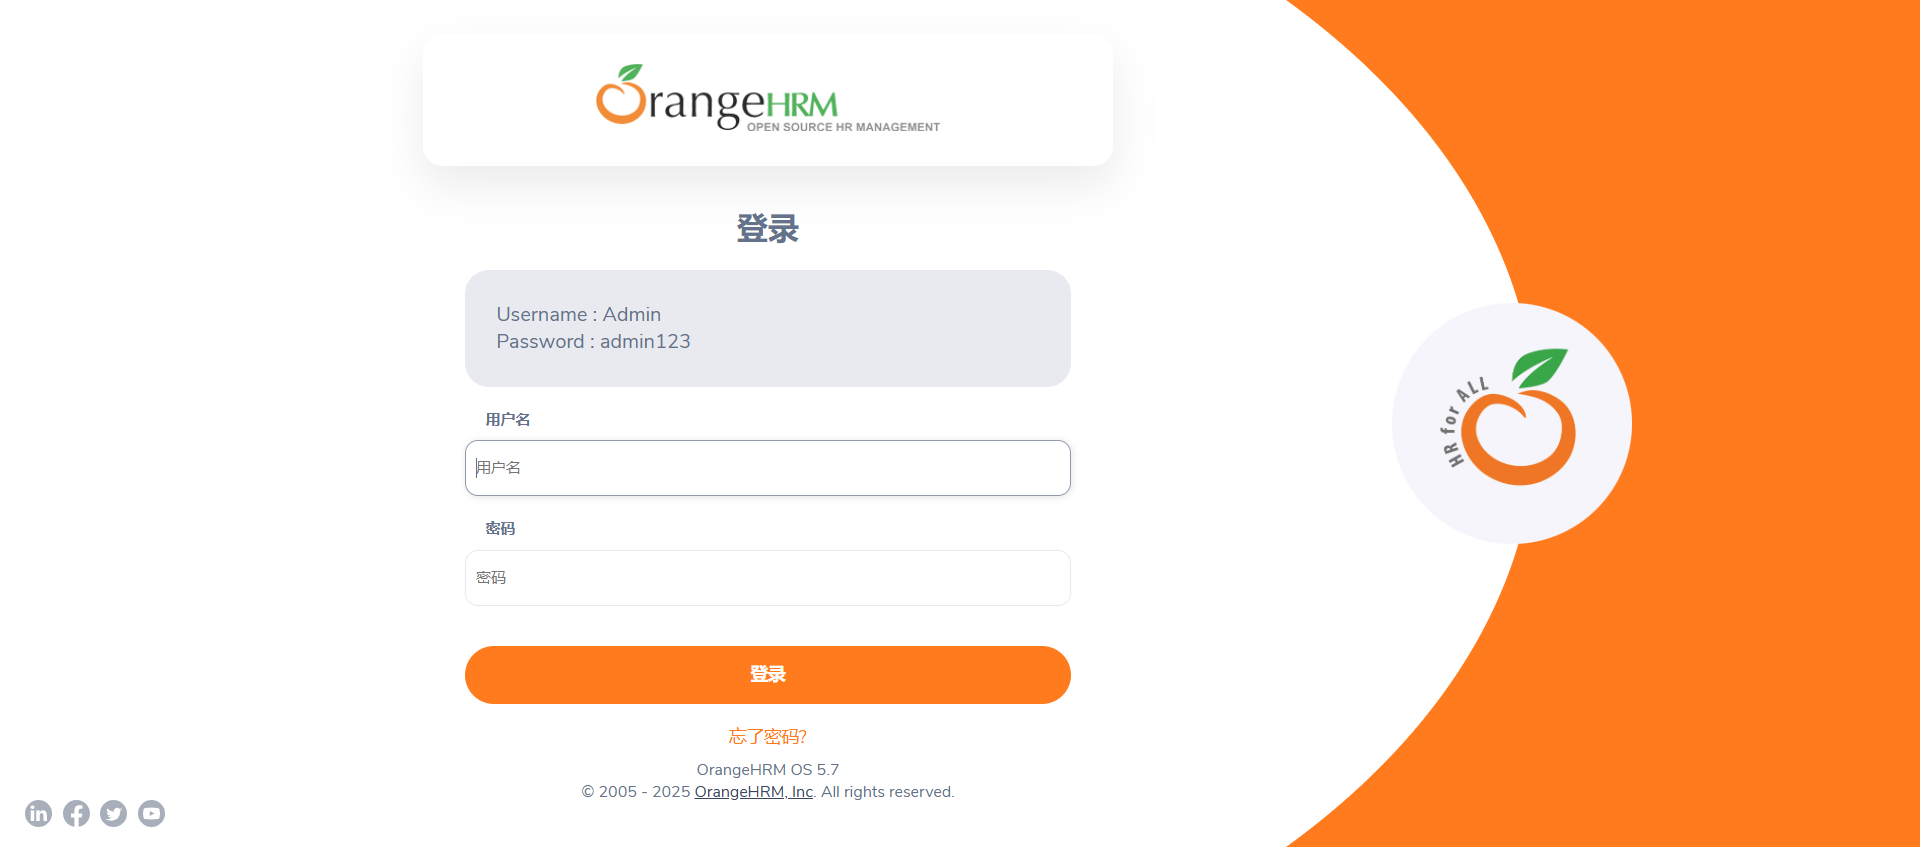 OrangeHRM
OPEN SOURCE HR MANAGEMENT
登录
Username : Admin
Password : admin123
用户名
用户名
密码
密码
登录
忘了密码?
OrangeHRM OS 5.7
© 2005 - 2025 OrangeHRM, Inc. All rights reserved.
HR for ALL